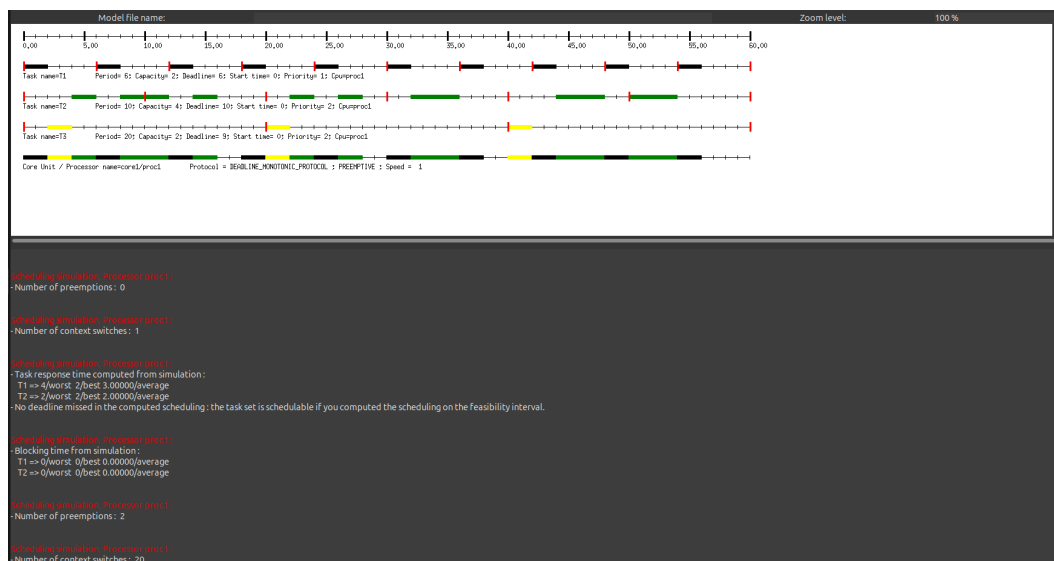 Model file name: Zoom level: 100 %
0,00 5,00 10,00 15,00 20,00 25,00 30,00 35,00 40,00 45,00 50,00 55,00 60,00
Task name=T1 Period= 6; Capacity= 2; Deadline= 6; Start time= 0; Priority= 1; Cpu=proc1
Task name=T2 Period= 10; Capacity= 4; Deadline= 10; Start time= 0; Priority= 2; Cpu=proc1
Task name=T3 Period= 20; Capacity= 2; Deadline= 9; Start time= 0; Priority= 2; Cpu=proc1
Core Unit / Processor name=core1/proc1 Protocol = DEADLINE_MONOTONIC_PROTOCOL ; PREEMPTIVE ; Speed = 1
Scheduling simulation, Processor proc1 :
- Number of preemptions : 0
Scheduling simulation, Processor proc1 :
- Number of context switches : 1
Scheduling simulation, Processor proc1 :
- Task response time computed from simulation :
T1 => 4/worst 2/best 3.00000/average
T2 => 2/worst 2/best 2.00000/average
- No deadline missed in the computed scheduling : the task set is schedulable if you computed the scheduling on the feasibility interval.
Scheduling simulation, Processor proc1 :
- Blocking time from simulation :
T1 => 0/worst 0/best 0.00000/average
T2 => 0/worst 0/best 0.00000/average
Scheduling simulation, Processor proc1 :
- Number of preemptions : 2
Scheduling simulation, Processor proc1 :
- Number of context switches : 20